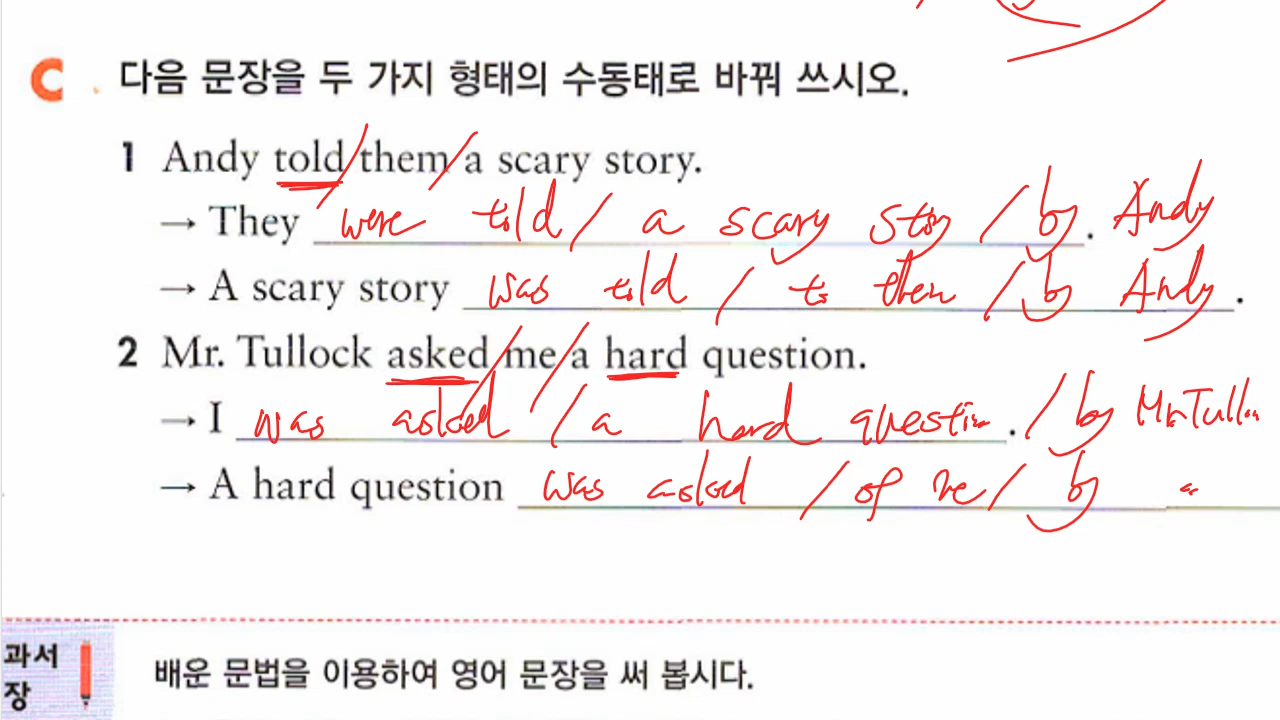 C 다음 문장을 두 가지 형태의 수동태로 바꿔 쓰시오.
1 Andy told / them / a scary story.
→ They were told / a scary story / by Andy.
→ A scary story was told / to them / by Andy.
2 Mr. Tullock asked / me / a hard question.
→ I was asked / a hard question. / by Mr. Tullo
→ A hard question was asked / of me / by "
과서
장
배운 문법을 이용하여 영어 문장을 써 봅시다.